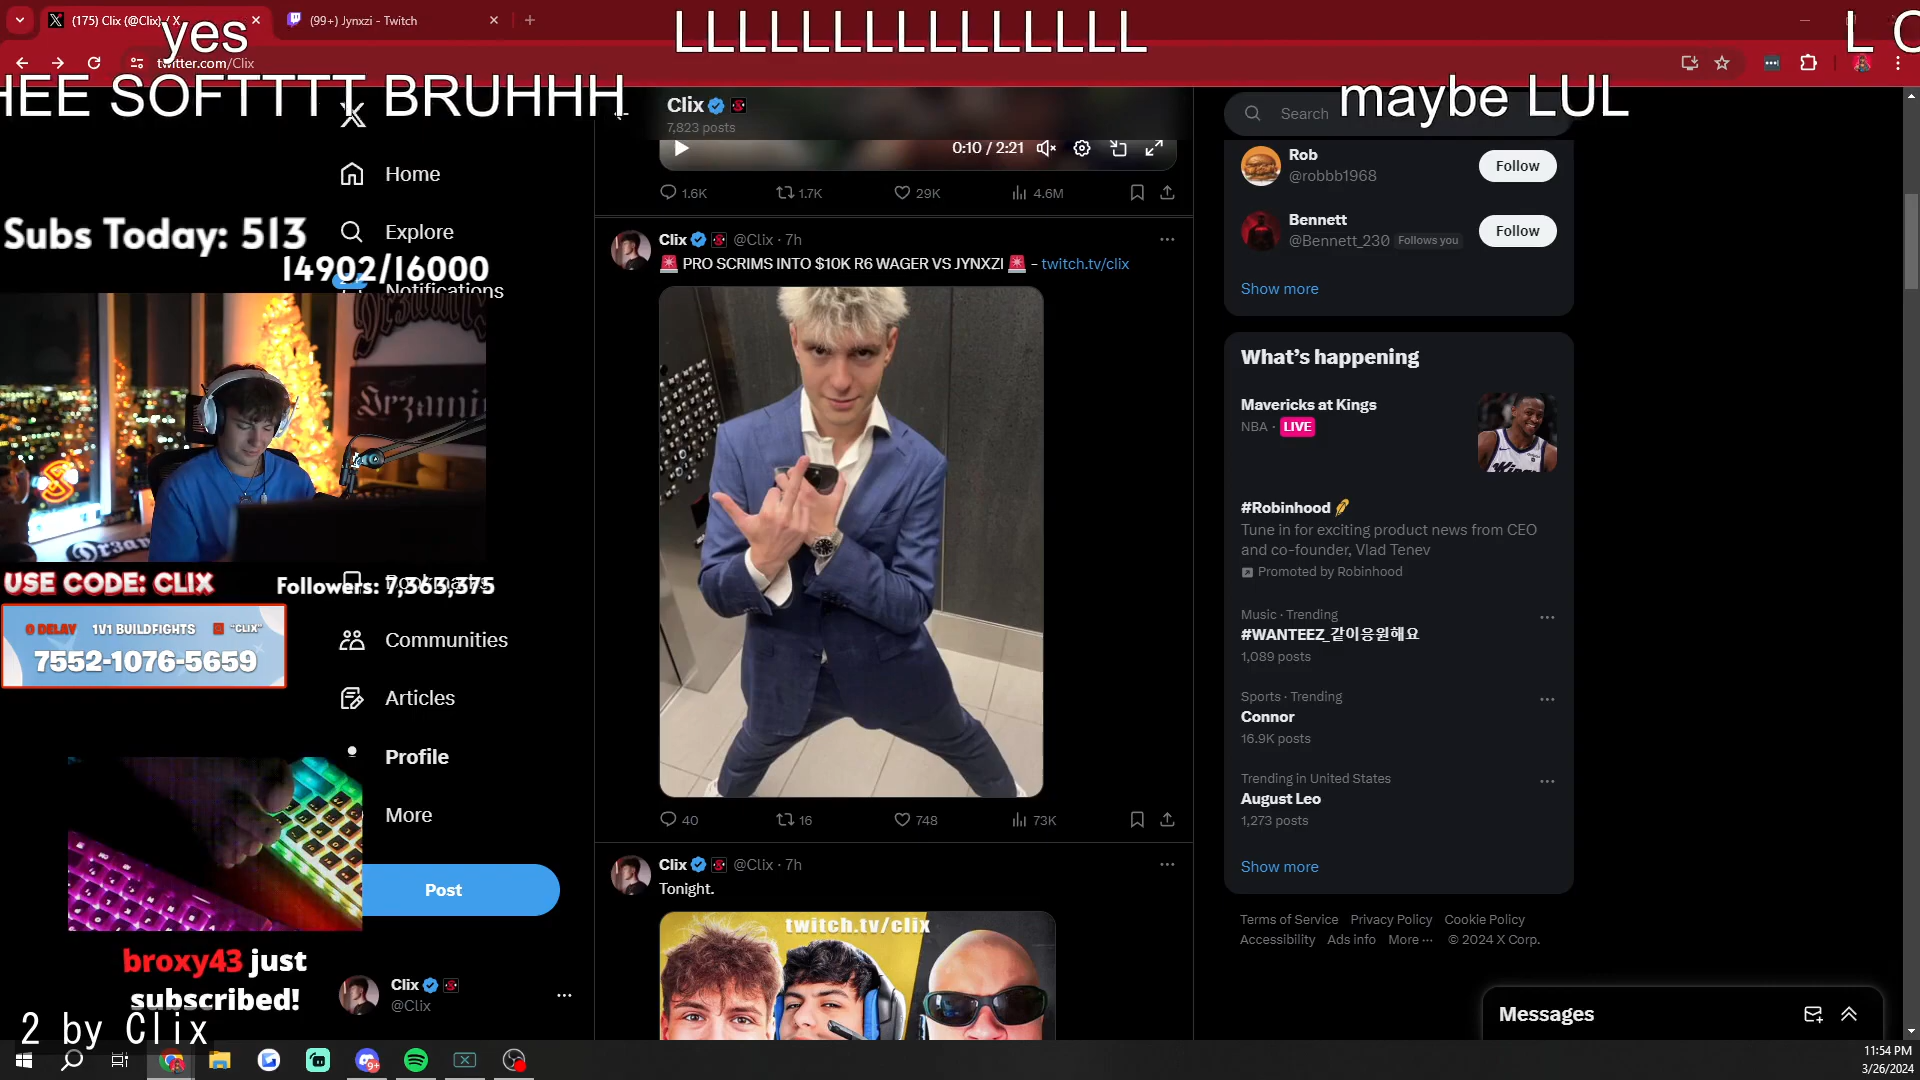 (175) Clix (@Clix) / X
(99+) Jynxzi - Twitch
yes
LLLLLLLLLLLLLLL
twitter.com/Clix
HEE SOFTTTT BRUHHH
maybe LUL
Clix
7,823 posts
0:10 / 2:21
1.6K 1.7K 29K 4.6M
Home
Explore
Notifications
Bookmarks
Communities
Articles
Profile
More
Post
Clix
@Clix
Subs Today: 513
14902/16000
USE CODE: CLIX
Followers: 7,363,375
0 DELAY 1V1 BUILDFIGHTS "CLIX"
7552-1076-5659
broxy43 just
subscribed!
2 by Clix
Clix @Clix · 7h
🚨 PRO SCRIMS INTO $10K R6 WAGER VS JYNXZI 🚨 - twitch.tv/clix
40 16 748 73K
Clix @Clix · 7h
Tonight.
twitch.tv/clix
Search
Rob
@robbb1968
Follow
Bennett
@Bennett_230 Follows you
Follow
Show more
What's happening
Mavericks at Kings
NBA · LIVE
#Robinhood
Tune in for exciting product news from CEO
and co-founder, Vlad Tenev
Promoted by Robinhood
Music · Trending
#WANTEEZ_같이응원해요
1,089 posts
Sports · Trending
Connor
16.9K posts
Trending in United States
August Leo
1,273 posts
Show more
Terms of Service Privacy Policy Cookie Policy
Accessibility Ads info More ··· © 2024 X Corp.
Messages
11:54 PM
3/26/2024